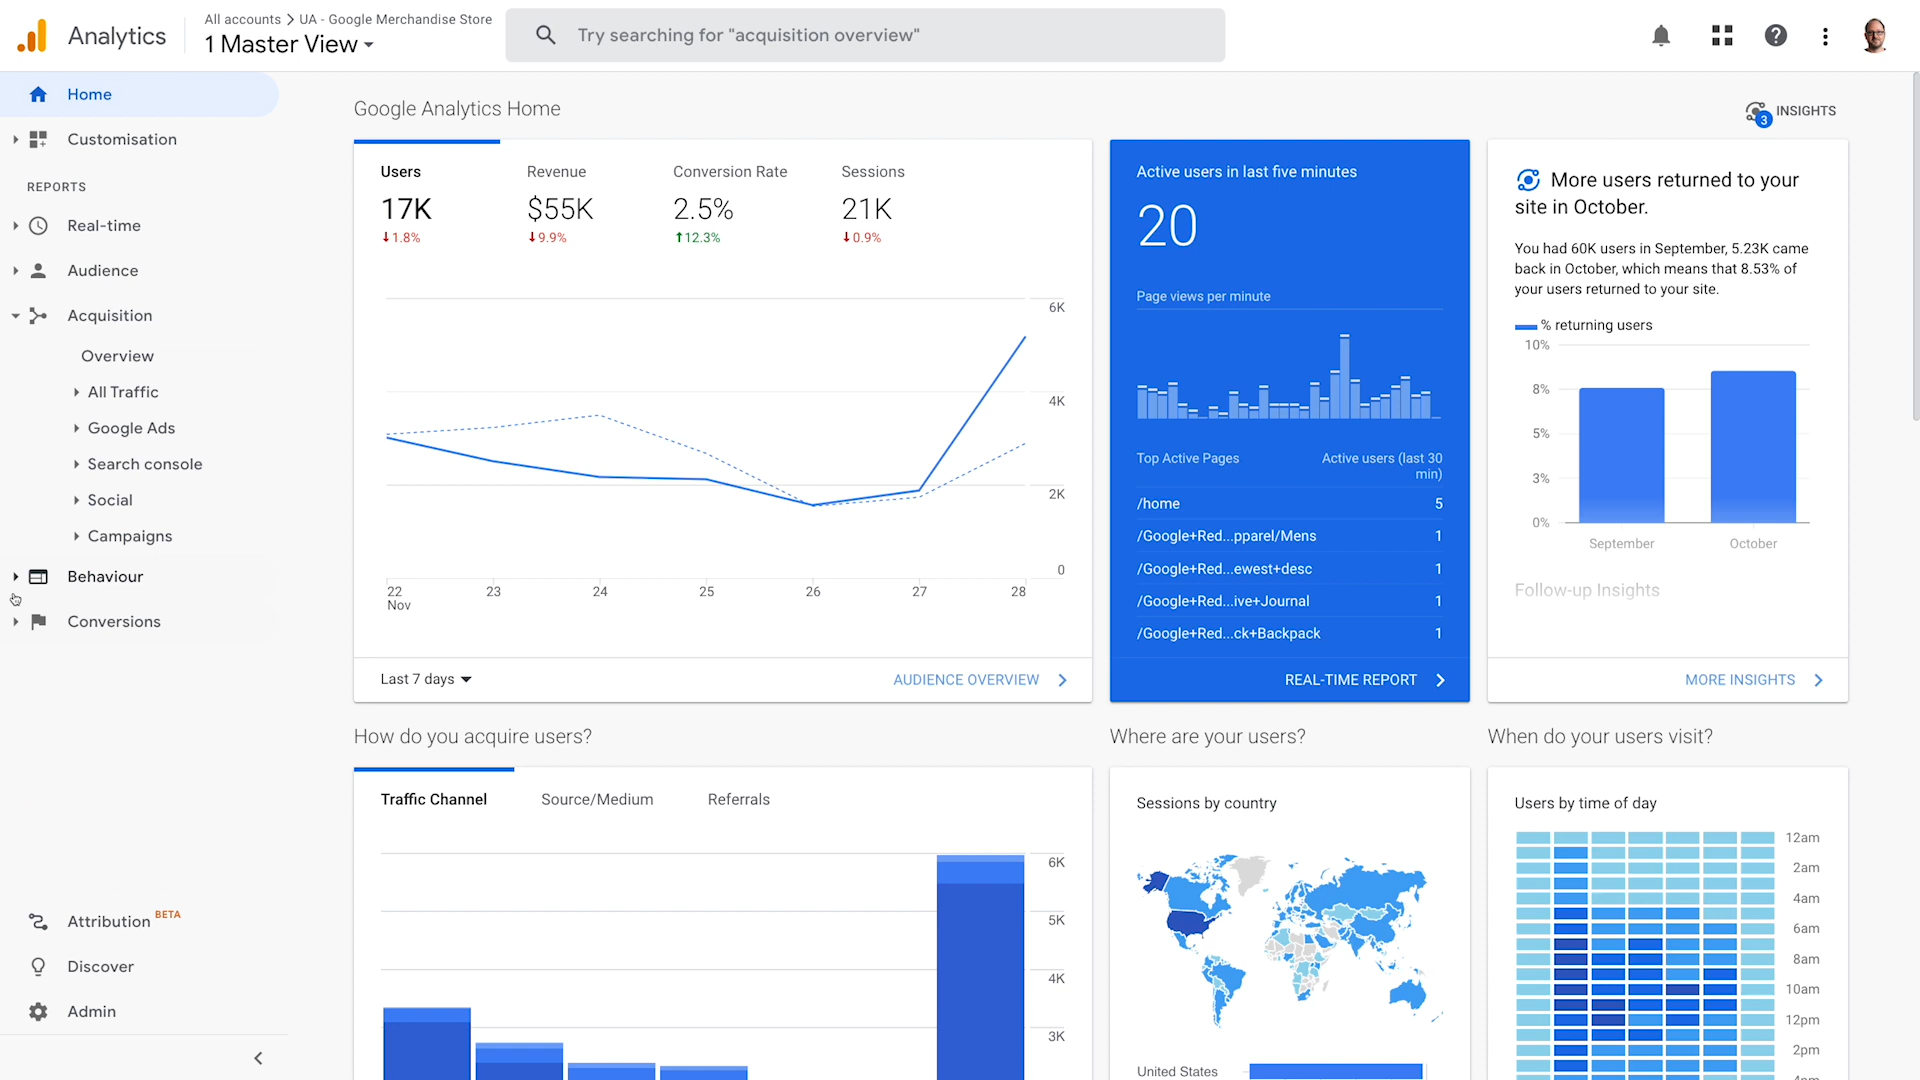 Analytics
All accounts > UA - Google Merchandise Store
1 Master View
Try searching for "acquisition overview"
Home
Customisation
REPORTS
Real-time
Audience
Acquisition
Overview
All Traffic
Google Ads
Search console
Social
Campaigns
Behaviour
Conversions
Attribution BETA
Discover
Admin
Google Analytics Home
3 INSIGHTS
Users
17K
1.8%
Revenue
$55K
9.9%
Conversion Rate
2.5%
12.3%
Sessions
21K
0.9%
6K
4K
2K
0
22 23 24 25 26 27 28
Nov
Last 7 days
AUDIENCE OVERVIEW
Active users in last five minutes
20
Page views per minute
Top Active Pages
Active users (last 30
min)
/home 5
/Google+Red...pparel/Mens 1
/Google+Red...ewest+desc 1
/Google+Red...ive+Journal 1
/Google+Red...ck+Backpack 1
REAL-TIME REPORT
More users returned to your
site in October.
You had 60K users in September, 5.23K came
back in October, which means that 8.53% of
your users returned to your site.
% returning users
10%
8%
5%
3%
0%
September October
Follow-up Insights
MORE INSIGHTS
How do you acquire users?
Traffic Channel Source/Medium Referrals
6K
5K
4K
3K
Where are your users?
Sessions by country
United States
When do your users visit?
Users by time of day
12am
2am
4am
6am
8am
10am
12pm
2pm